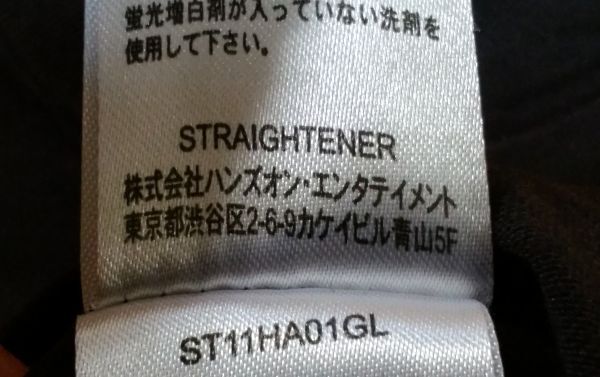 蛍光増白剤が入っていない洗剤を
使用して下さい。
STRAIGHTENER
株式会社ハンズオン・エンタテイメント
東京都渋谷区2-6-9カケイビル青山5F
ST11HA01GL